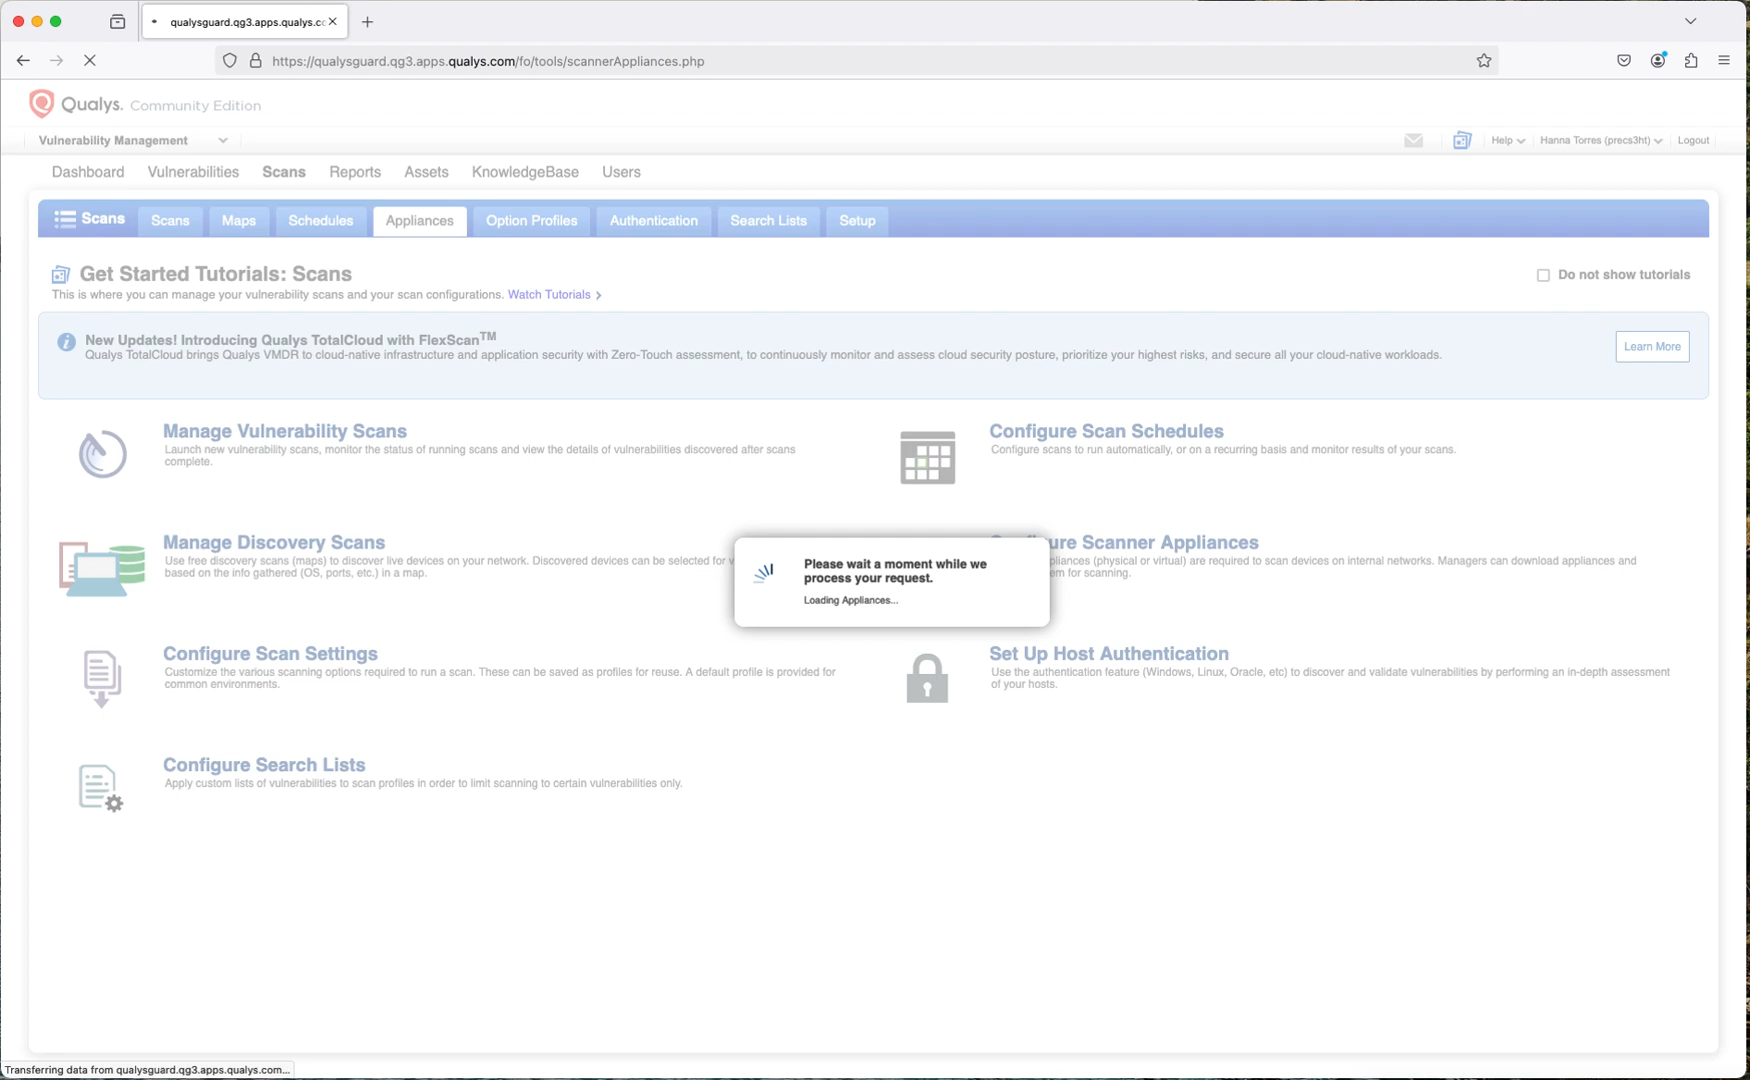 qualysguard.qg3.apps.qualys.c
https://qualysguard.qg3.apps.qualys.com/fo/tools/scannerAppliances.php
Qualys. Community Edition
Vulnerability Management
Help
Hanna Torres (precs3ht)
Logout
Dashboard
Vulnerabilities
Scans
Reports
Assets
KnowledgeBase
Users
Scans
Scans
Maps
Schedules
Appliances
Option Profiles
Authentication
Search Lists
Setup
Get Started Tutorials: Scans
Do not show tutorials
This is where you can manage your vulnerability scans and your scan configurations. Watch Tutorials
New Updates! Introducing Qualys TotalCloud with FlexScan™
Qualys TotalCloud brings Qualys VMDR to cloud-native infrastructure and application security with Zero-Touch assessment, to continuously monitor and assess cloud security posture, prioritize your highest risks, and secure all your cloud-native workloads.
Learn More
Manage Vulnerability Scans
Launch new vulnerability scans, monitor the status of running scans and view the details of vulnerabilities discovered after scans
complete.
Configure Scan Schedules
Configure scans to run automatically, or on a recurring basis and monitor results of your scans.
Manage Discovery Scans
Use free discovery scans (maps) to discover live devices on your network. Discovered devices can be selected for
based on the info gathered (OS, ports, etc.) in a map.
ure Scanner Appliances
pliances (physical or virtual) are required to scan devices on internal networks. Managers can download appliances and
em for scanning.
Please wait a moment while we
process your request.
Loading Appliances...
Configure Scan Settings
Customize the various scanning options required to run a scan. These can be saved as profiles for reuse. A default profile is provided for
common environments.
Set Up Host Authentication
Use the authentication feature (Windows, Linux, Oracle, etc) to discover and validate vulnerabilities by performing an in-depth assessment
of your hosts.
Configure Search Lists
Apply custom lists of vulnerabilities to scan profiles in order to limit scanning to certain vulnerabilities only.
Transferring data from qualysguard.qg3.apps.qualys.com...